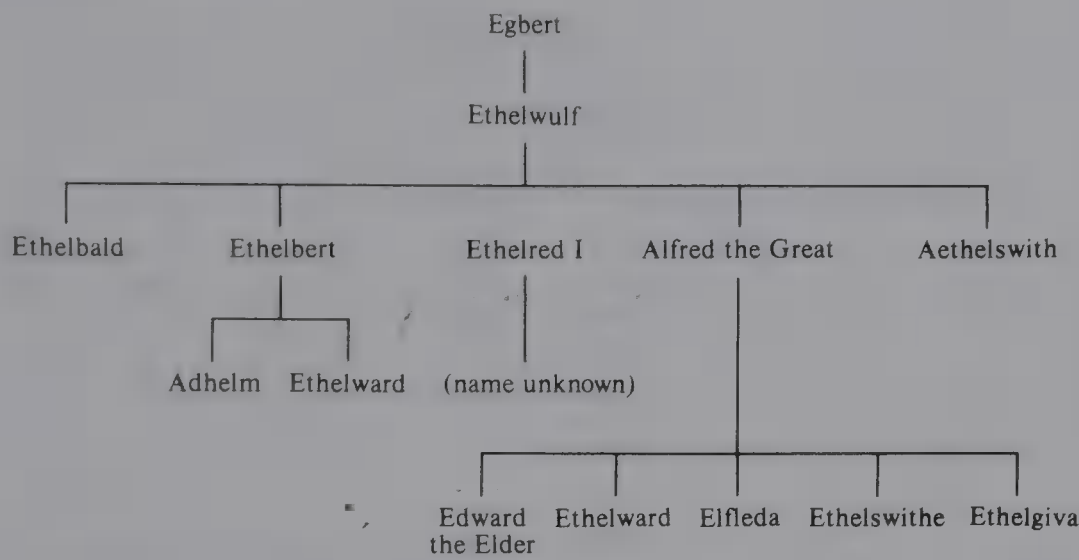 Egbert
Ethelwulf
Ethelbald Ethelbert Ethelred I Alfred the Great Aethelswith
Adhelm Ethelward (name unknown)
Edward Ethelward Elfleda Ethelswithe Ethelgiva
the Elder